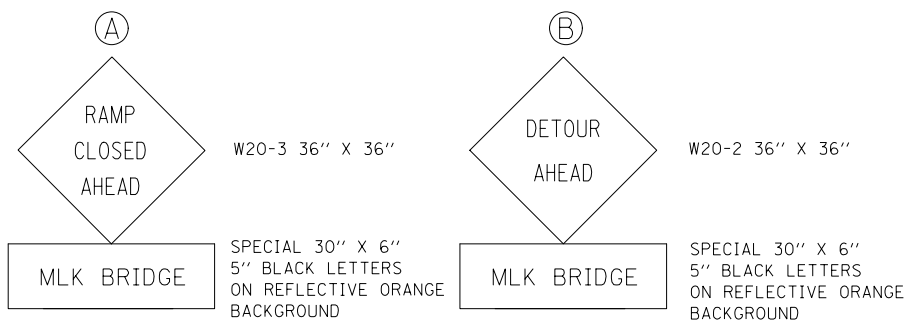 A
RAMP
CLOSED
AHEAD
W20-3 36'' X 36''
MLK BRIDGE
SPECIAL 30'' X 6''
5'' BLACK LETTERS
ON REFLECTIVE ORANGE
BACKGROUND
B
DETOUR
AHEAD
W20-2 36'' X 36''
MLK BRIDGE
SPECIAL 30'' X 6''
5'' BLACK LETTERS
ON REFLECTIVE ORANGE
BACKGROUND